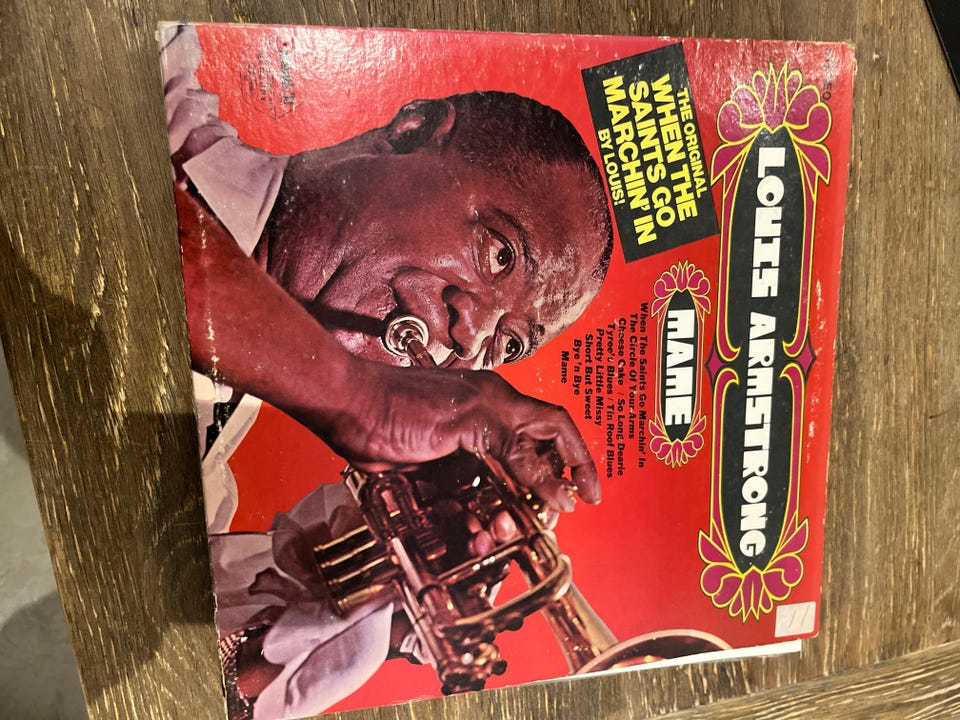 LOUIS ARMSTRONG
THE ORIGINAL
WHEN THE
SAINTS GO
MARCHIN' IN
BY LOUIS!
MAME
When The Saints Go Marchin' In
The Circle Of Your Arms
Cheese Cake / So Long Dearie
Tyree's Blues / Tin Roof Blues
Pretty Little Missy
Short But Sweet
Bye 'n Bye
Mame